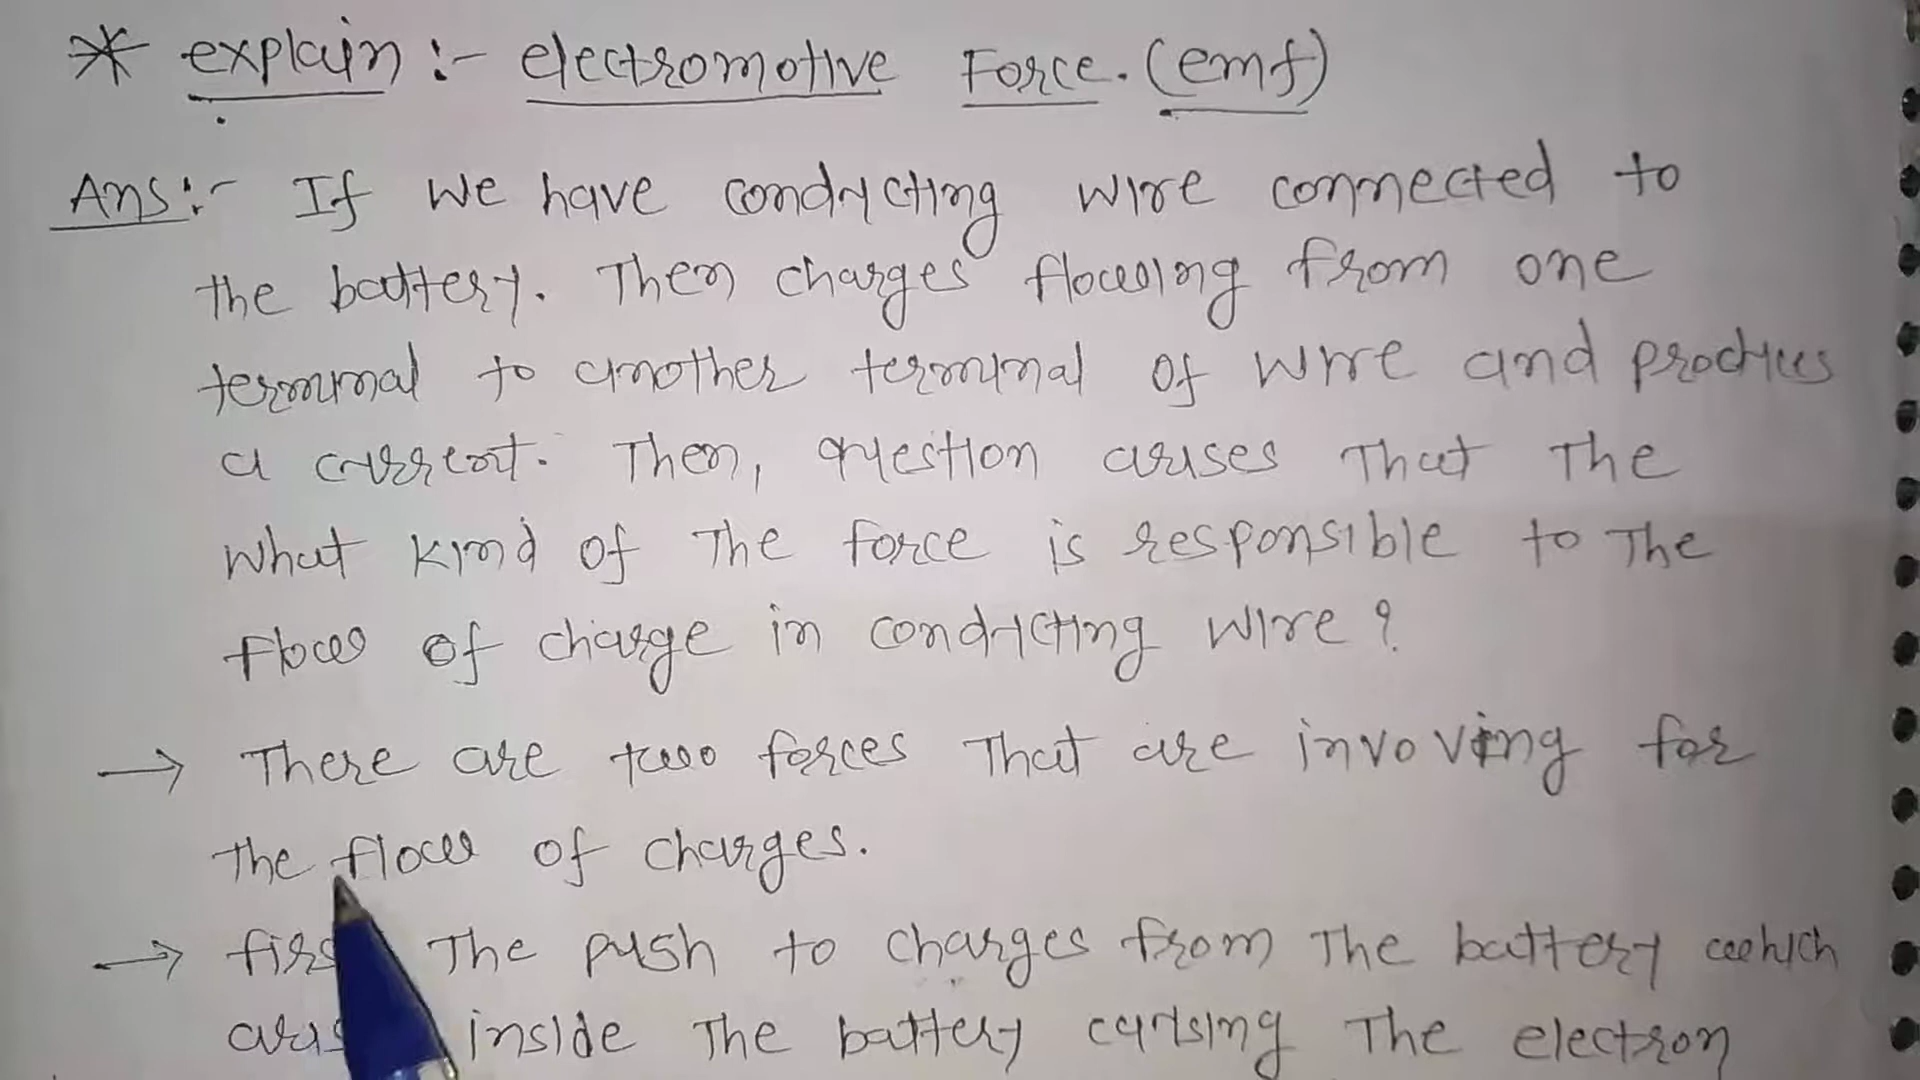 * explain :- electromotive Force. (emf)
Ans :- If we have conducting wire connected to
the battery. Then charges flowing from one
terminal to another terminal of wire and produces
a current. Then, question arises That The
what kind of The force is responsible to The
flow of charge in conducting wire ?
→ There are two forces That are invoving for
the flow of charges.
→ The push to charges from The battery which
inside The battery causing The electron